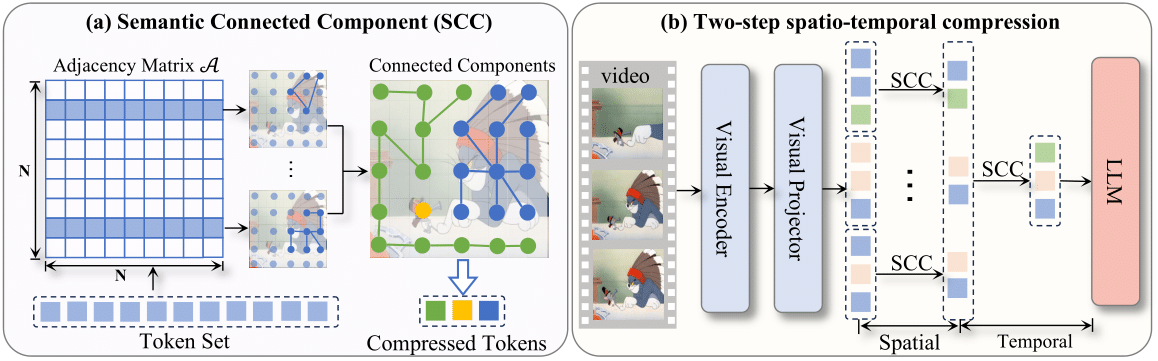 (a) Semantic Connected Component (SCC)
Adjacency Matrix 𝒜
Connected Components
N
⋮
N
Token Set
Compressed Tokens
(b) Two-step spatio-temporal compression
video
Visual Encoder
Visual Projector
SCC
...
SCC
SCC
LLM
Spatial
Temporal